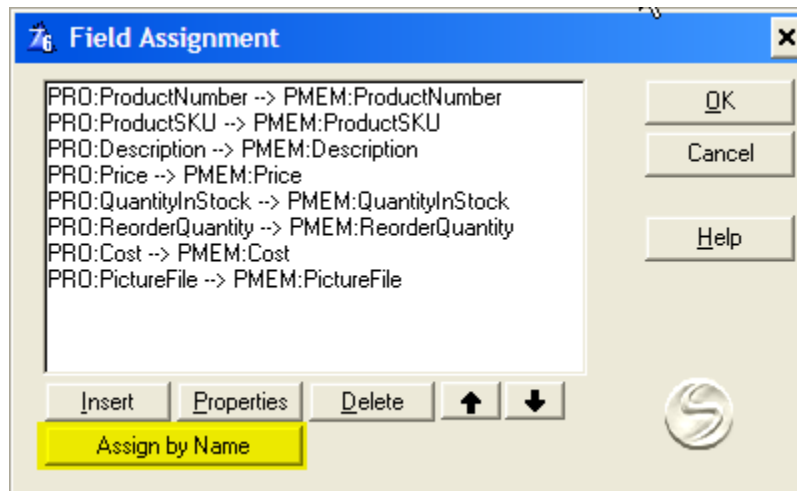 Field Assignment
PRO:ProductNumber --> PMEM:ProductNumber
PRO:ProductSKU --> PMEM:ProductSKU
PRO:Description --> PMEM:Description
PRO:Price --> PMEM:Price
PRO:QuantityInStock --> PMEM:QuantityInStock
PRO:ReorderQuantity --> PMEM:ReorderQuantity
PRO:Cost --> PMEM:Cost
PRO:PictureFile --> PMEM:PictureFile
OK
Cancel
Help
Insert Properties Delete
Assign by Name